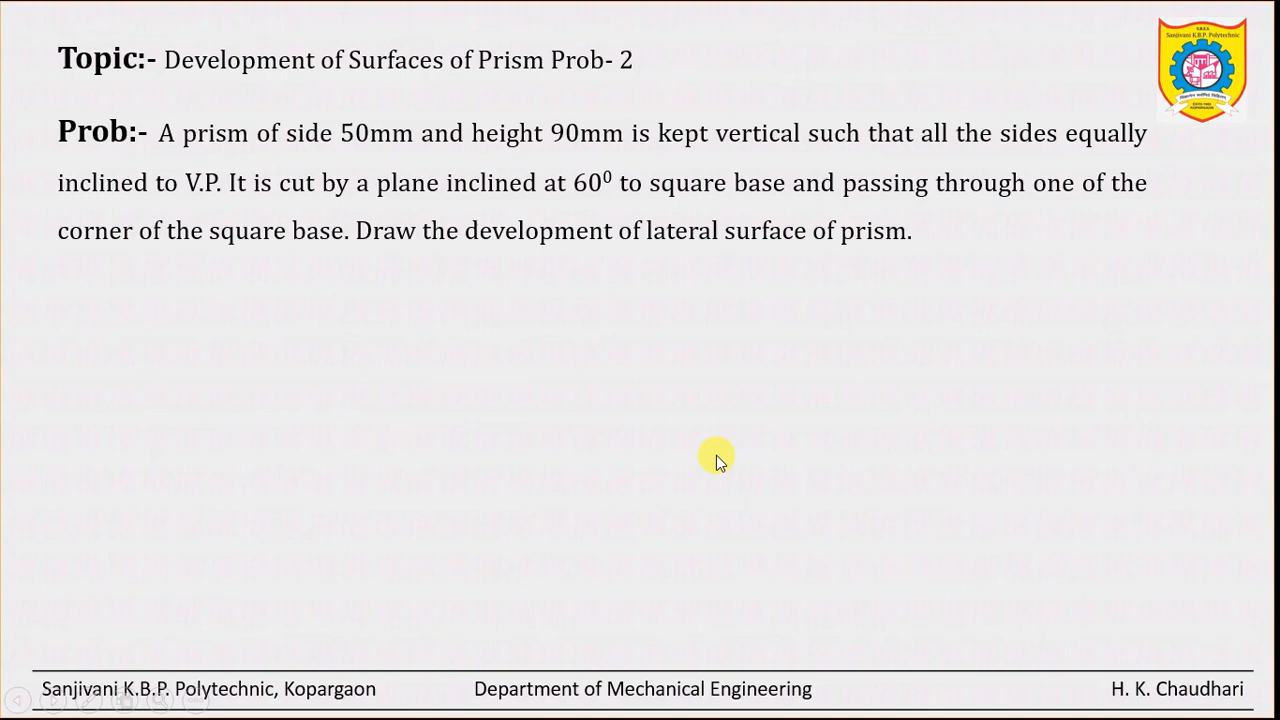 Topic:- Development of Surfaces of Prism Prob- 2
S.R.E.S.
Sanjivani K.B.P. Polytechnic
KOPARGAON
Prob:- A prism of side 50mm and height 90mm is kept vertical such that all the sides equally
inclined to V.P. It is cut by a plane inclined at 60⁰ to square base and passing through one of the
corner of the square base. Draw the development of lateral surface of prism.
Sanjivani K.B.P. Polytechnic, Kopargaon Department of Mechanical Engineering H. K. Chaudhari